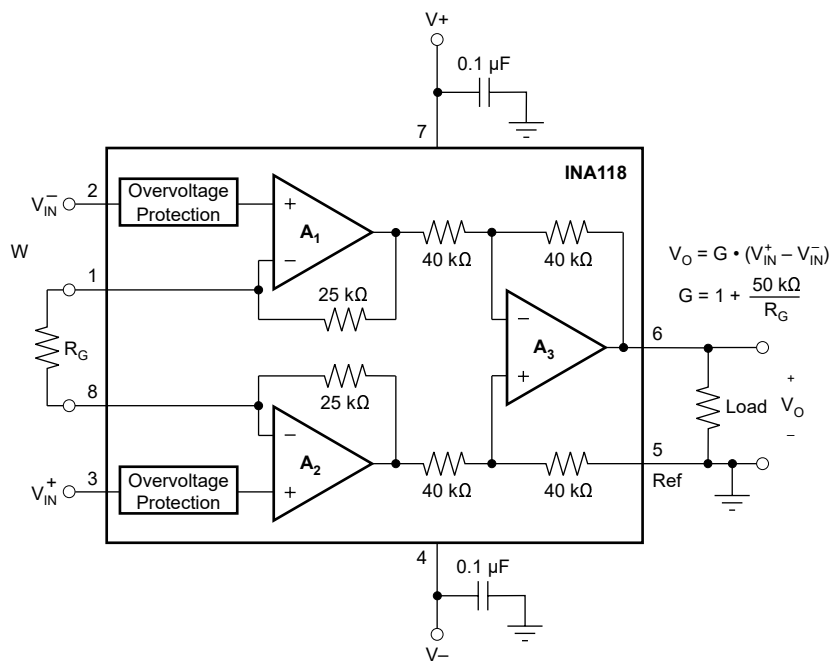 V+
0.1 µF
7
INA118
2
V_IN^−
Overvoltage
Protection
+
A1
−
40 kΩ
40 kΩ
W
1
25 kΩ
V_O = G • (V_IN^+ − V_IN^−)
G = 1 + 50 kΩ / R_G
R_G
−
A3
+
6
8
25 kΩ
Load
+
V_O
−
−
A2
+
3
V_IN^+
Overvoltage
Protection
40 kΩ
40 kΩ
5
Ref
4
0.1 µF
V−